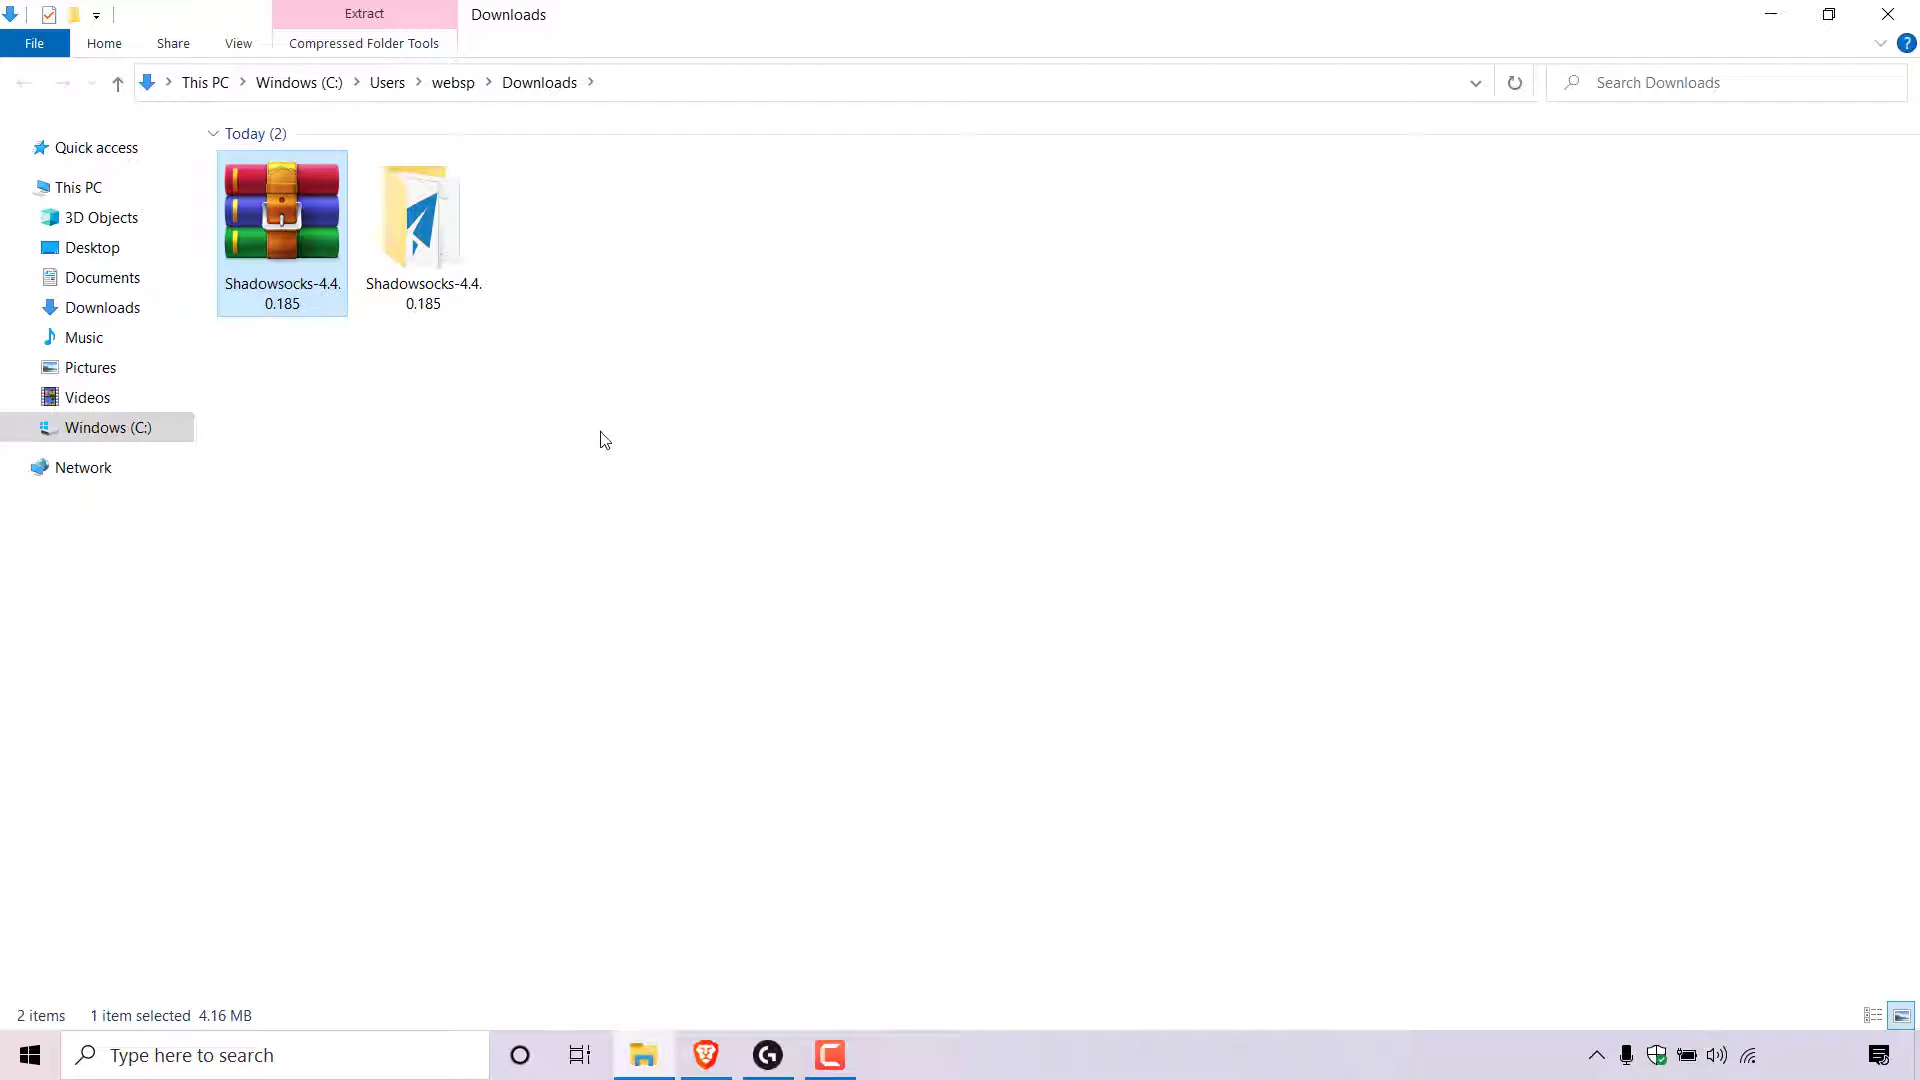 Extract
Downloads
File
Home
Share
View
Compressed Folder Tools
?
This PC
Windows (C:)
Users
websp
Downloads
Search Downloads
Today (2)
Quick access
This PC
3D Objects
Desktop
Documents
Downloads
Music
Pictures
Videos
Windows (C:)
Network
Shadowsocks-4.4.
0.185
Shadowsocks-4.4.
0.185
2 items
1 item selected 4.16 MB
Type here to search